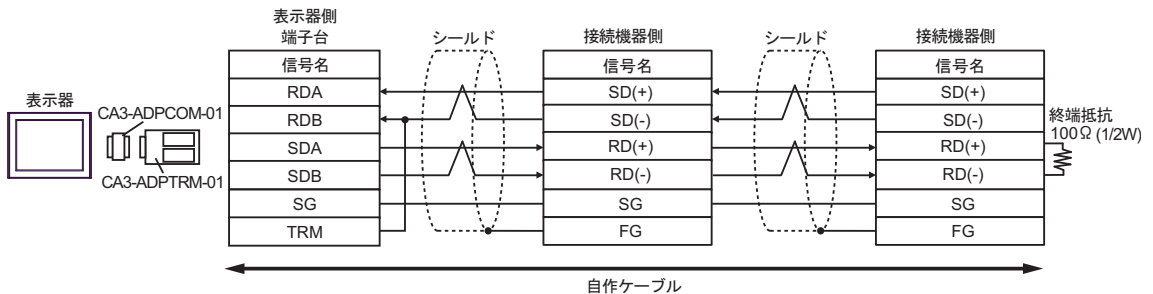 表示器側
端子台
シールド
接続機器側
シールド
接続機器側
信号名
信号名
信号名
RDA
SD(+)
SD(+)
表示器
CA3-ADPCOM-01
RDB
SD(-)
SD(-)
終端抵抗
100Ω (1/2W)
SDA
RD(+)
RD(+)
CA3-ADPTRM-01
SDB
RD(-)
RD(-)
SG
SG
SG
TRM
FG
FG
自作ケーブル